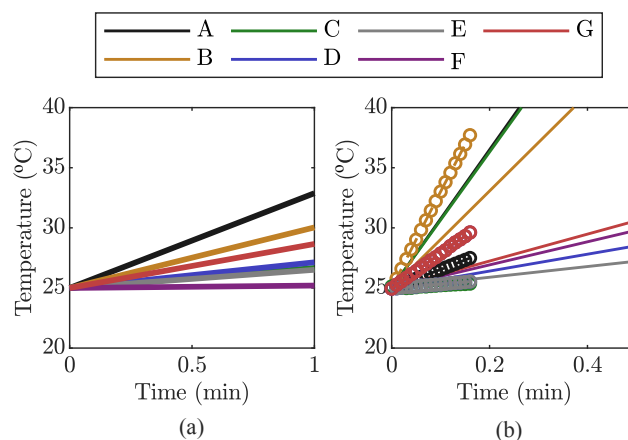 A C E G
B D F
40 40
Temperature (ºC) 35 Temperature (ºC) 35
30 30
25 25
20 20
0 0.5 1 0 0.2 0.4
Time (min) Time (min)
(a) (b)